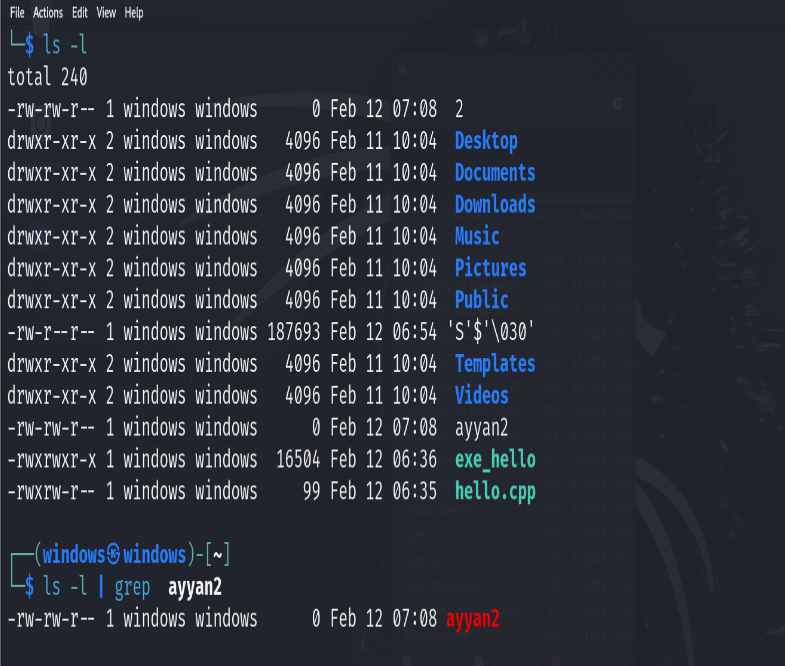 File Actions Edit View Help
└─$ ls -l
total 240
-rw-rw-r-- 1 windows windows      0 Feb 12 07:08  2
drwxr-xr-x 2 windows windows   4096 Feb 11 10:04  Desktop
drwxr-xr-x 2 windows windows   4096 Feb 11 10:04  Documents
drwxr-xr-x 2 windows windows   4096 Feb 11 10:04  Downloads
drwxr-xr-x 2 windows windows   4096 Feb 11 10:04  Music
drwxr-xr-x 2 windows windows   4096 Feb 11 10:04  Pictures
drwxr-xr-x 2 windows windows   4096 Feb 11 10:04  Public
-rw-r--r-- 1 windows windows 187693 Feb 12 06:54 'S'$'\030'
drwxr-xr-x 2 windows windows   4096 Feb 11 10:04  Templates
drwxr-xr-x 2 windows windows   4096 Feb 11 10:04  Videos
-rw-rw-r-- 1 windows windows      0 Feb 12 07:08  ayyan2
-rwxrwxr-x 1 windows windows  16504 Feb 12 06:36  exe_hello
-rwxrw-r-- 1 windows windows     99 Feb 12 06:35  hello.cpp
┌──(windows㉿windows)-[~]
└─$ ls -l | grep  ayyan2
-rw-rw-r-- 1 windows windows      0 Feb 12 07:08 ayyan2